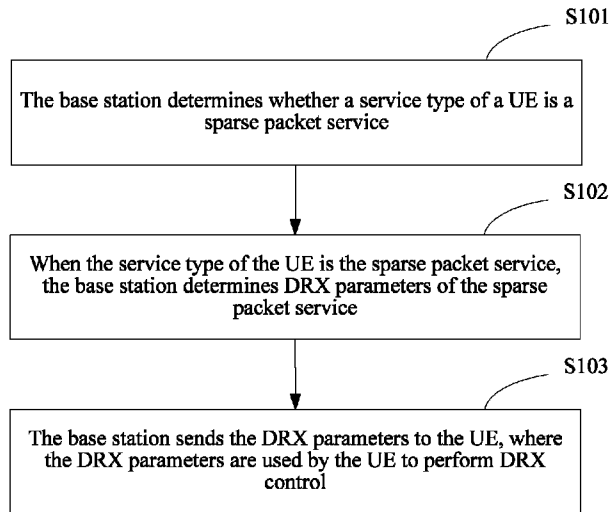 S101
The base station determines whether a service type of a UE is a
sparse packet service
S102
When the service type of the UE is the sparse packet service,
the base station determines DRX parameters of the sparse
packet service
S103
The base station sends the DRX parameters to the UE, where
the DRX parameters are used by the UE to perform DRX
control